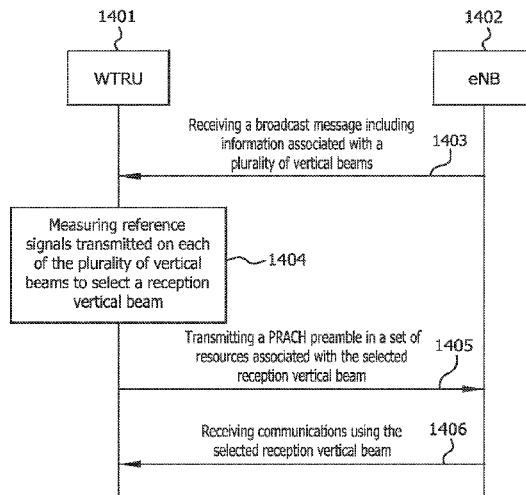 1401
1402
WTRU
eNB
Receiving a broadcast message including
information associated with a
plurality of vertical beams
1403
Measuring reference
signals transmitted on each
of the plurality of vertical
beams to select a reception
vertical beam
1404
Transmitting a PRACH preamble in a set of
resources associated with the selected
reception vertical beam
1405
Receiving communications using the
selected reception vertical beam
1406